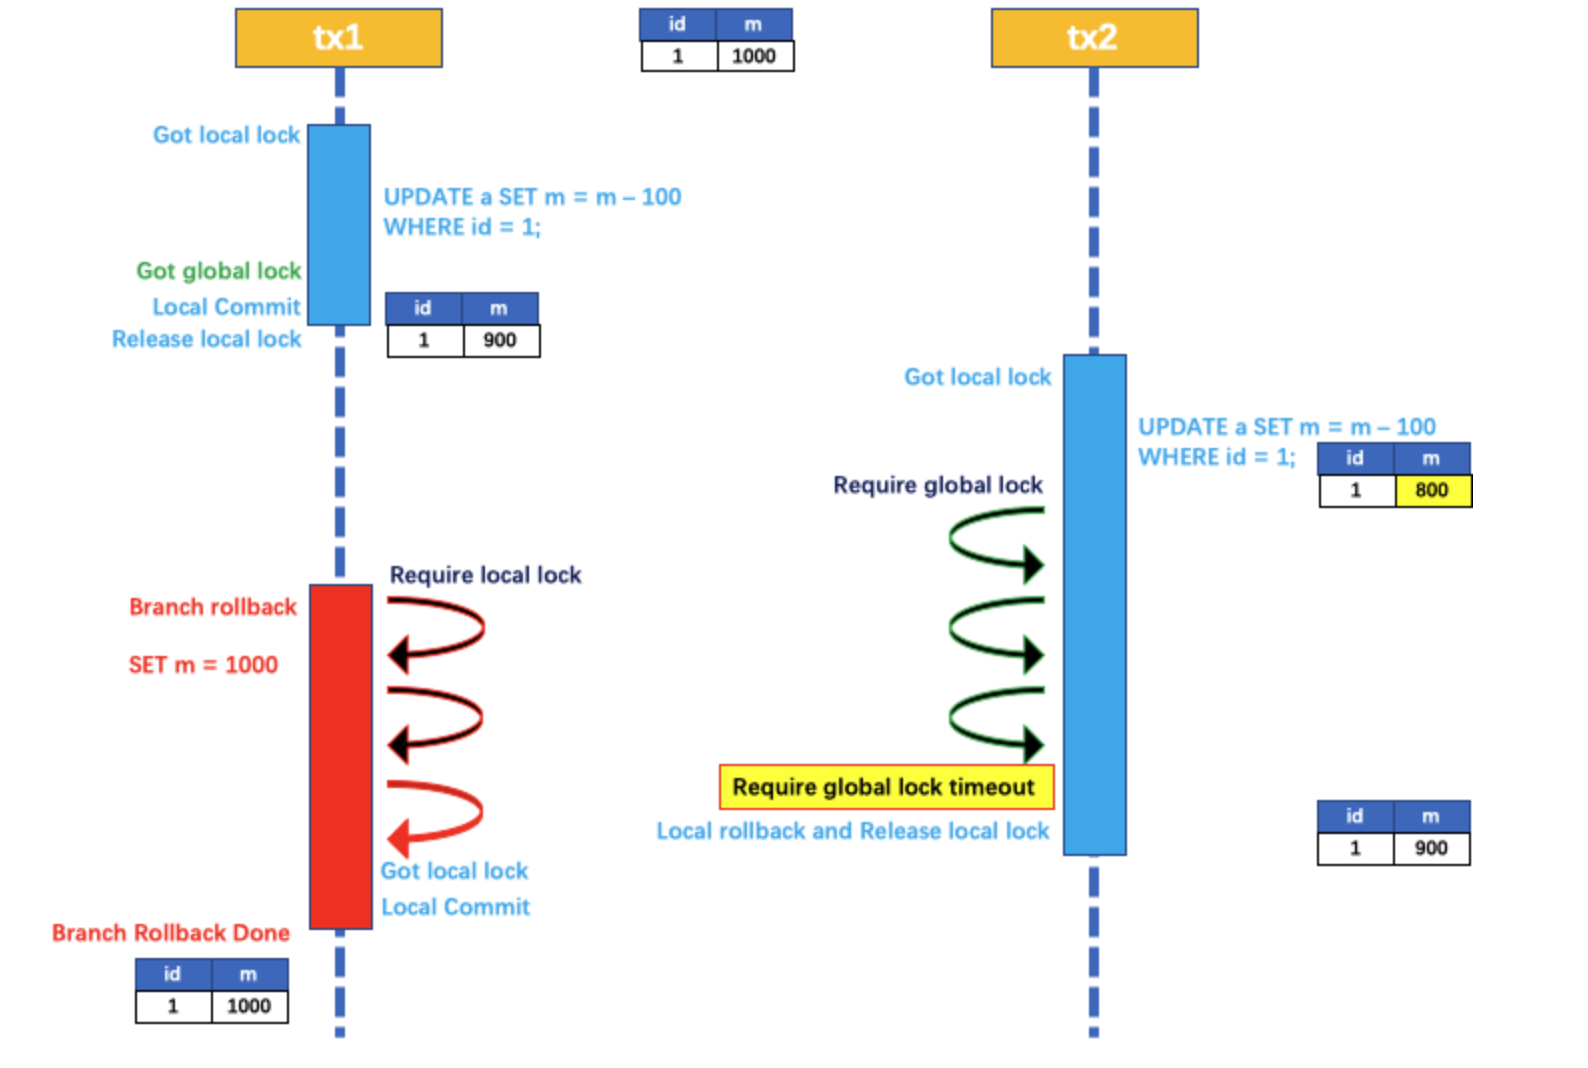 tx1
id m
1 1000
tx2
Got local lock
UPDATE a SET m = m – 100
WHERE id = 1;
Got global lock
Local Commit
Release local lock
id m
1 900
Got local lock
UPDATE a SET m = m – 100
WHERE id = 1;
id m
1 800
Require global lock
Require local lock
Branch rollback
SET m = 1000
Require global lock timeout
Local rollback and Release local lock
id m
1 900
Got local lock
Local Commit
Branch Rollback Done
id m
1 1000